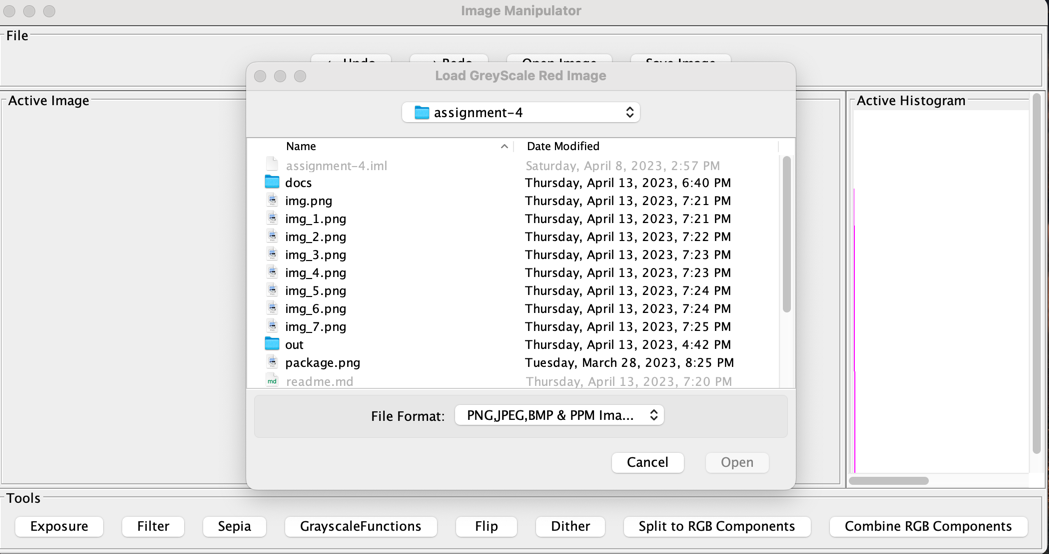 Image Manipulator
File
Undo Redo Open Image Save Image
Load GreyScale Red Image
assignment-4
Active Image
Active Histogram
Name Date Modified
assignment-4.iml Saturday, April 8, 2023, 2:57 PM
docs Thursday, April 13, 2023, 6:40 PM
img.png Thursday, April 13, 2023, 7:21 PM
img_1.png Thursday, April 13, 2023, 7:21 PM
img_2.png Thursday, April 13, 2023, 7:22 PM
img_3.png Thursday, April 13, 2023, 7:23 PM
img_4.png Thursday, April 13, 2023, 7:23 PM
img_5.png Thursday, April 13, 2023, 7:24 PM
img_6.png Thursday, April 13, 2023, 7:24 PM
img_7.png Thursday, April 13, 2023, 7:25 PM
out Thursday, April 13, 2023, 4:42 PM
package.png Tuesday, March 28, 2023, 8:25 PM
readme.md Thursday, April 13, 2023, 7:20 PM
File Format: PNG,JPEG,BMP & PPM Ima...
Cancel Open
Tools
Exposure Filter Sepia GrayscaleFunctions Flip Dither Split to RGB Components Combine RGB Components